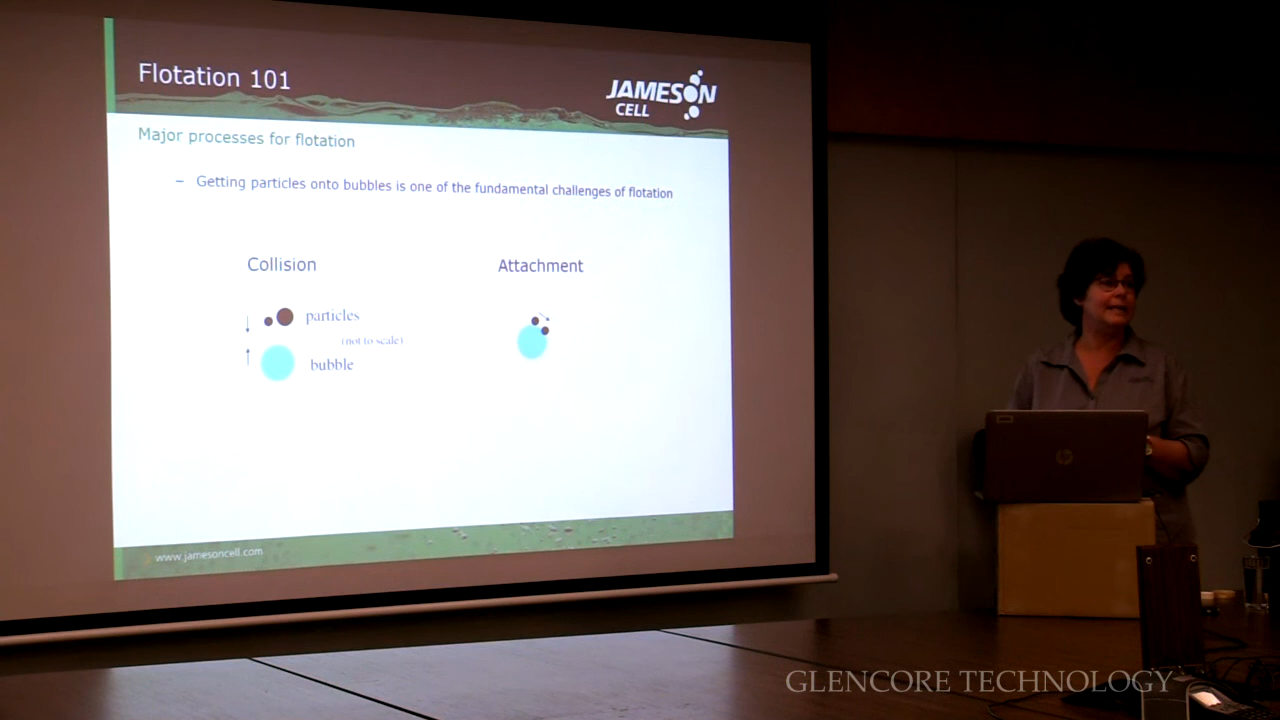 Flotation 101
JAMESON
CELL
Major processes for flotation
– Getting particles onto bubbles is one of the fundamental challenges of flotation
Collision
Attachment
particles
(not to scale)
bubble
www.jamesoncell.com
hp
GLENCORE TECHNOLOGY